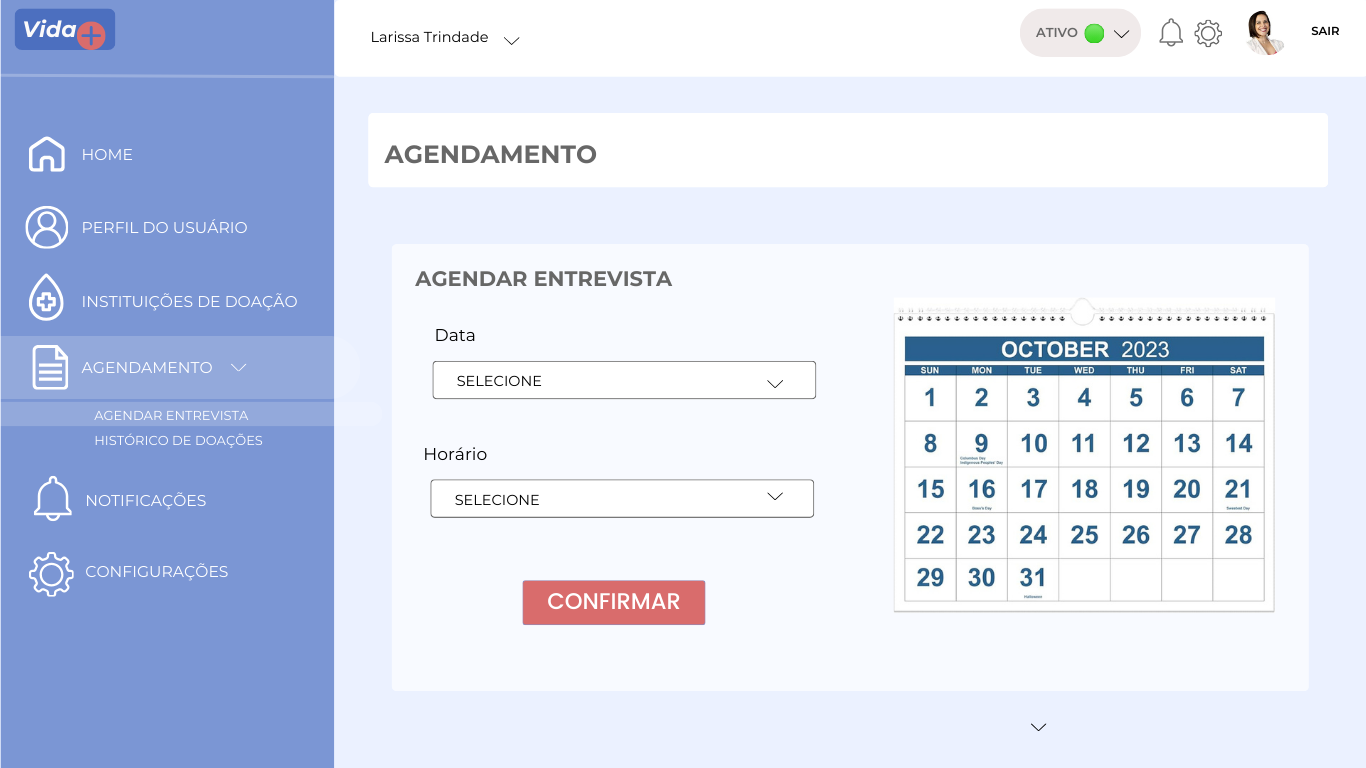 Vida+
Larissa Trindade
ATIVO
SAIR
HOME
PERFIL DO USUÁRIO
INSTITUIÇÕES DE DOAÇÃO
AGENDAMENTO
AGENDAR ENTREVISTA
HISTÓRICO DE DOAÇÕES
NOTIFICAÇÕES
CONFIGURAÇÕES
AGENDAMENTO
AGENDAR ENTREVISTA
Data
SELECIONE
Horário
SELECIONE
CONFIRMAR
OCTOBER 2023
SUN MON TUE WED THU FRI SAT
1 2 3 4 5 6 7
8 9 10 11 12 13 14
Columbus Day
Indigenous Peoples' Day
15 16 17 18 19 20 21
Boss's Day
Sweetest Day
22 23 24 25 26 27 28
29 30 31
Halloween